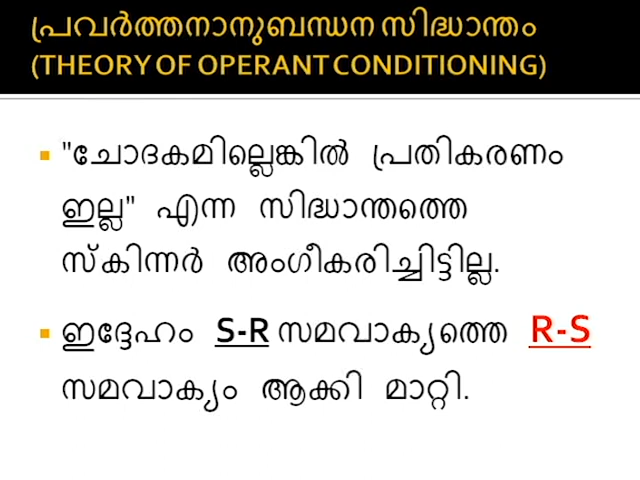 പ്രവർത്തനാനുബന്ധന സിദ്ധാന്തം
(THEORY OF OPERANT CONDITIONING)
"ചോദകമില്ലെങ്കിൽ പ്രതികരണം
ഇല്ല" എന്ന സിദ്ധാന്തത്തെ
സ്കിന്നർ അംഗീകരിച്ചിട്ടില്ല.
ഇദ്ദേഹം S-R സമവാക്യത്തെ R-S
സമവാക്യം ആക്കി മാറ്റി.